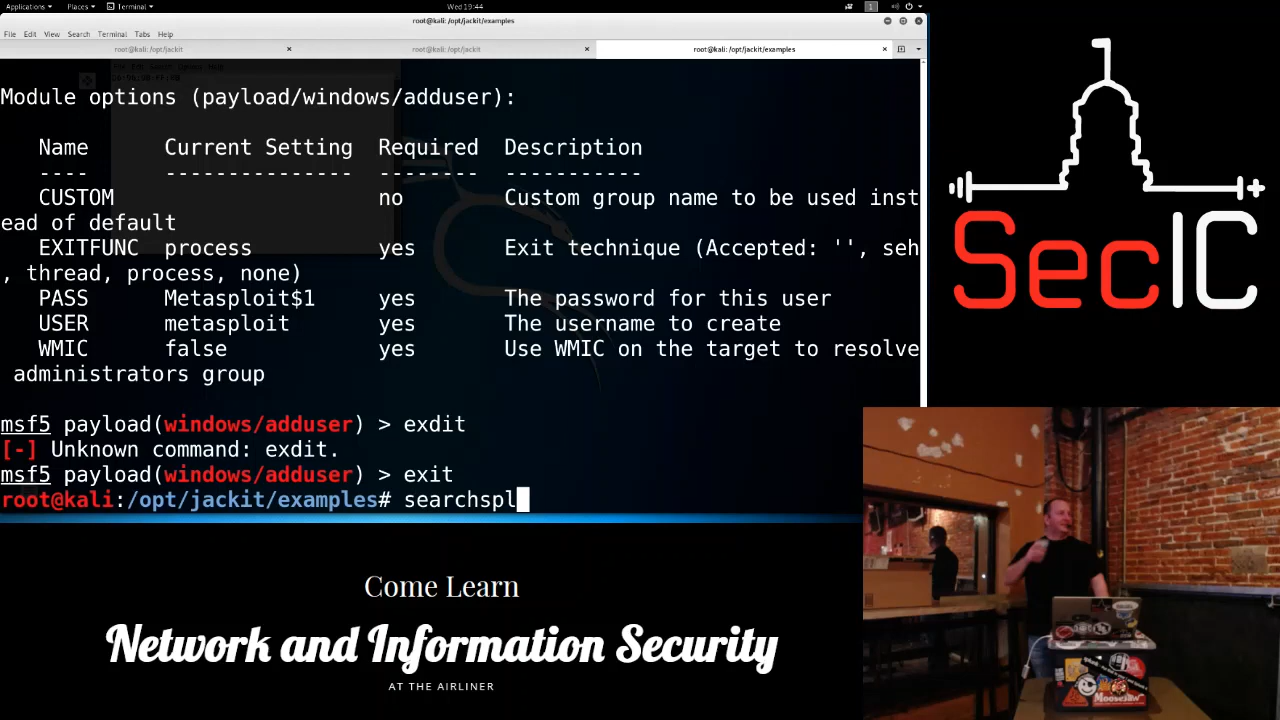 Applications Places Terminal Wed 19:44 1
root@kali: /opt/jackit/examples
File Edit View Search Terminal Tabs Help
root@kali: /opt/jackit root@kali: /opt/jackit root@kali: /opt/jackit/examples
Module options (payload/windows/adduser):
Name Current Setting Required Description
---- --------------- -------- -----------
CUSTOM no Custom group name to be used inst
ead of default
EXITFUNC process yes Exit technique (Accepted: '', seh
, thread, process, none)
PASS Metasploit$1 yes The password for this user
USER metasploit yes The username to create
WMIC false yes Use WMIC on the target to resolve
administrators group
msf5 payload(windows/adduser) > exdit
[-] Unknown command: exdit.
msf5 payload(windows/adduser) > exit
root@kali:/opt/jackit/examples# searchspl
SecIC
Come Learn
Network and Information Security
AT THE AIRLINER